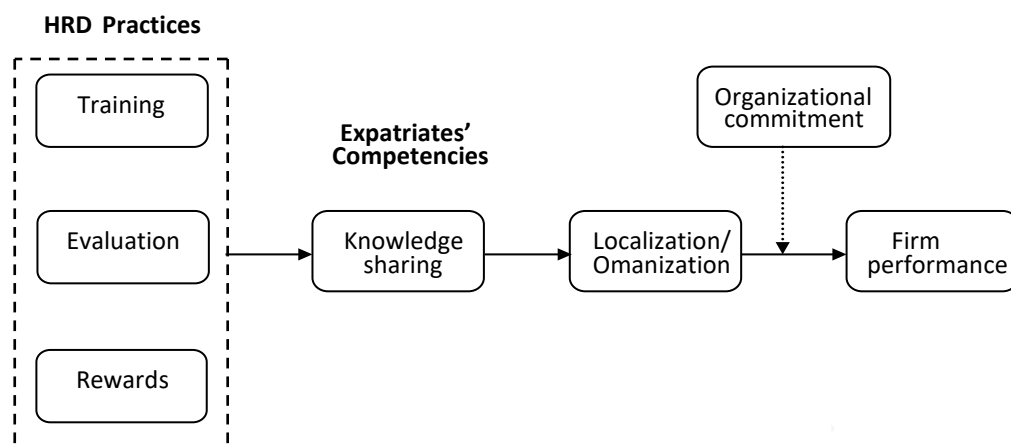 HRD Practices
Training
Evaluation
Rewards
Expatriates’
Competencies
Knowledge
sharing
Localization/
Omanization
Organizational
commitment
Firm
performance